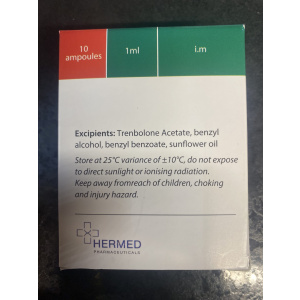 10 ampoules
1ml
i.m
Excipients: Trenbolone Acetate, benzyl
alcohol, benzyl benzoate, sunflower oil
Store at 25°C variance of ±10°C, do not expose
to direct sunlight or ionising radiation.
Keep away fromreach of children, choking
and injury hazard.
HERMED
PHARMACEUTICALS